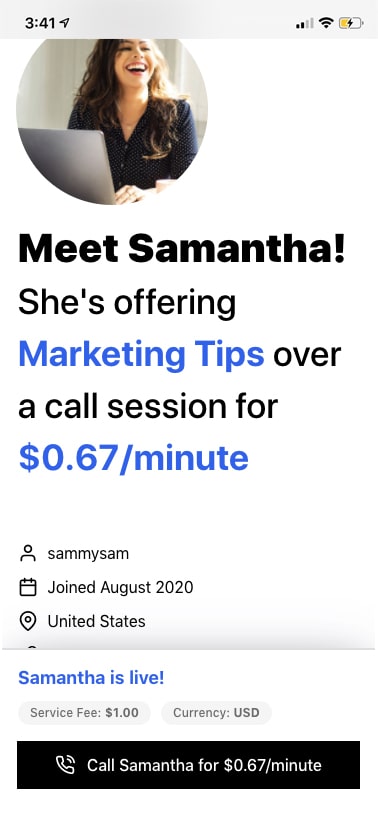 3:41
Meet Samantha!
She's offering
Marketing Tips over
a call session for
$0.67/minute
sammysam
Joined August 2020
United States
Samantha is live!
Service Fee: $1.00 Currency: USD
Call Samantha for $0.67/minute